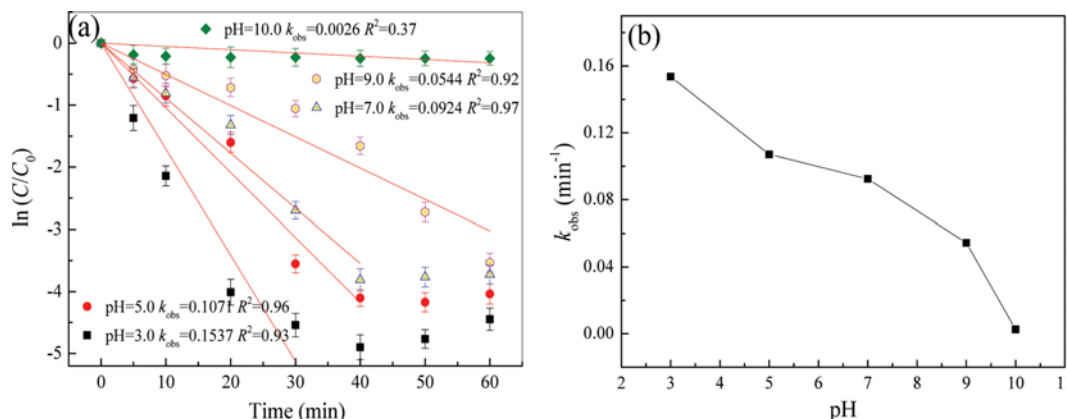 (a)
pH=10.0 kobs=0.0026 R²=0.37
pH=9.0 kobs=0.0544 R²=0.92
pH=7.0 kobs=0.0924 R²=0.97
pH=5.0 kobs=0.1071 R²=0.96
pH=3.0 kobs=0.1537 R²=0.93
ln (C/C₀)
0
-1
-2
-3
-4
-5
0 10 20 30 40 50 60
Time (min)
(b)
kobs (min⁻¹)
0.16
0.12
0.08
0.04
0.00
2 3 4 5 6 7 8 9 10 1
pH